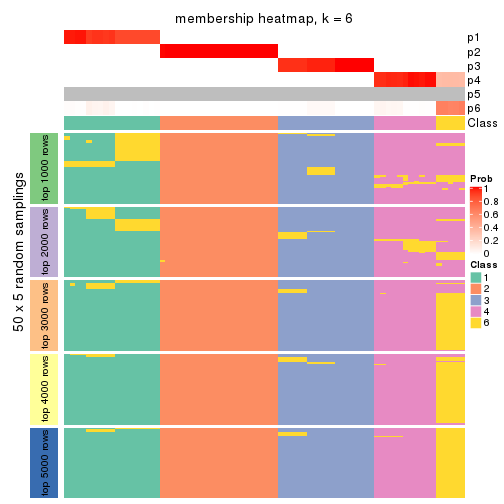 membership heatmap, k = 6
p1
p2
p3
p4
p5
p6
Class
50 x 5 random samplings
top 1000 rows
top 2000 rows
top 3000 rows
top 4000 rows
top 5000 rows
Prob
1
0.8
0.6
0.4
0.2
0
Class
1
2
3
4
6